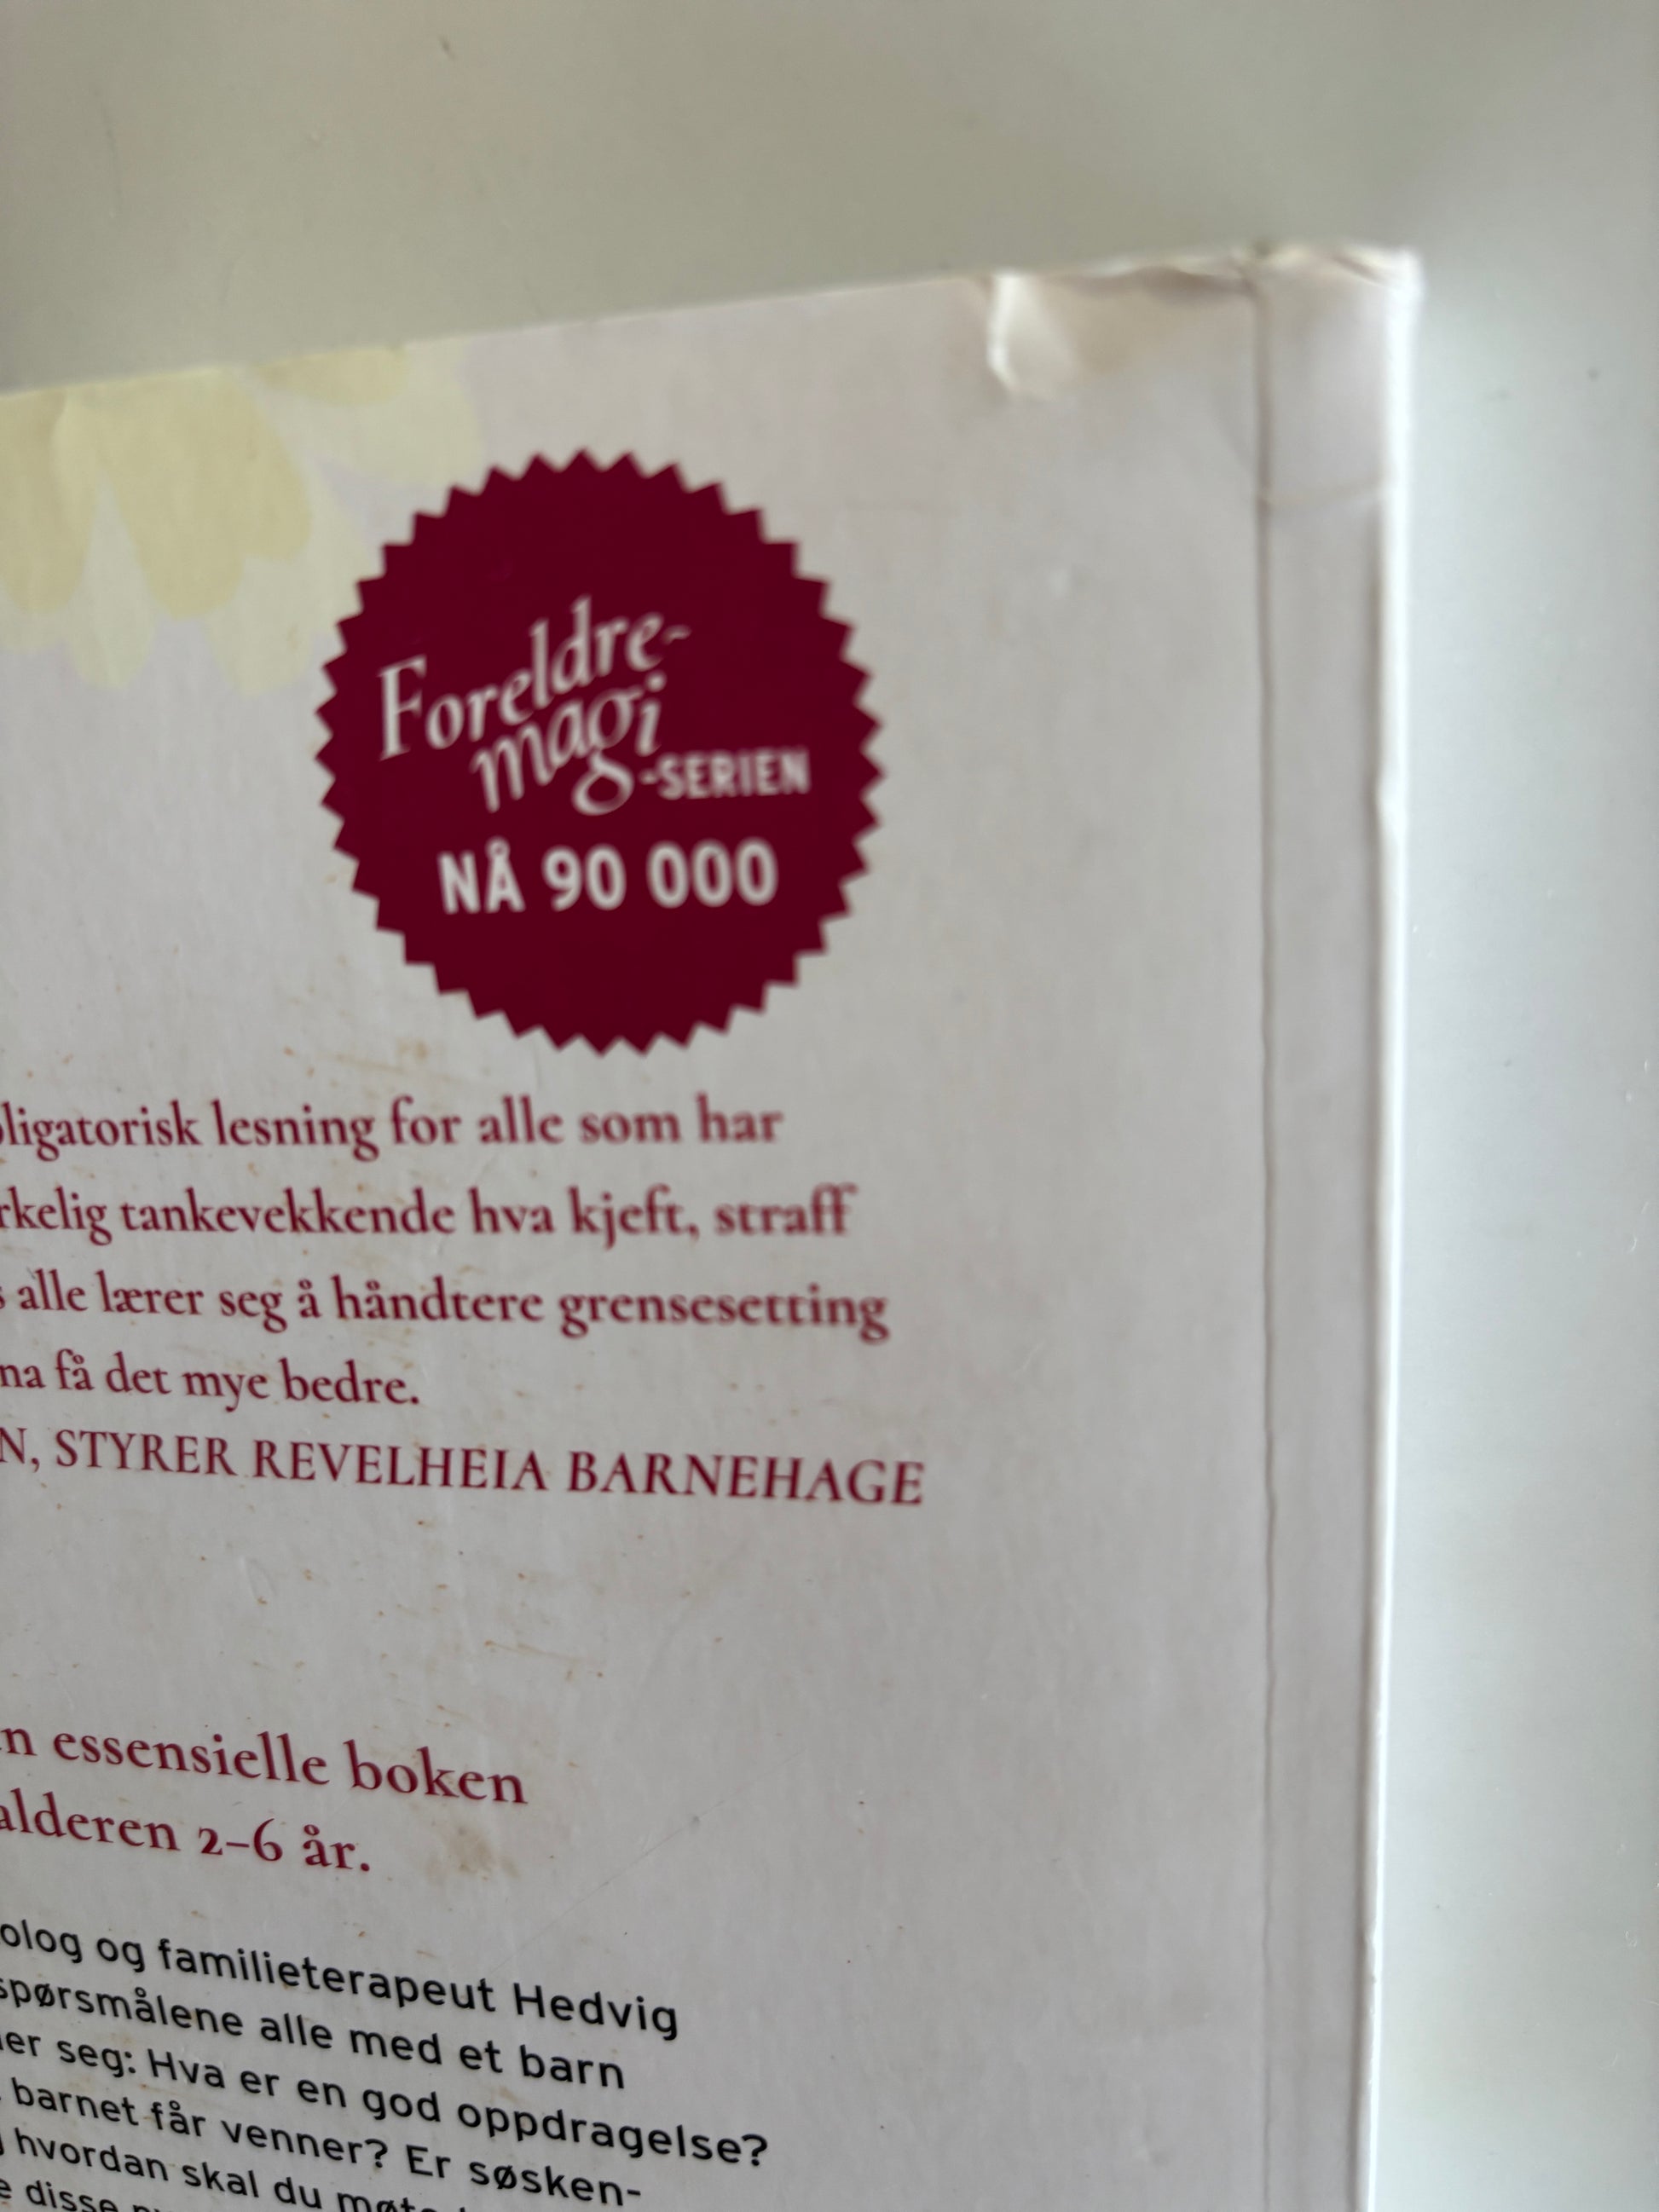 Foreldre-
magi
-SERIEN
NÅ 90 000
ligatorisk lesning for alle som har
rkelig tankevekkende hva kjeft, straff
s alle lærer seg å håndtere grensesetting
na få det mye bedre.
N, STYRER REVELHEIA BARNEHAGE
n essensielle boken
alderen 2–6 år.
olog og familieterapeut Hedvig
spørsmålene alle med et barn
er seg: Hva er en god oppdragelse?
barnet får venner? Er søsken-
hvordan skal du møte
e disse